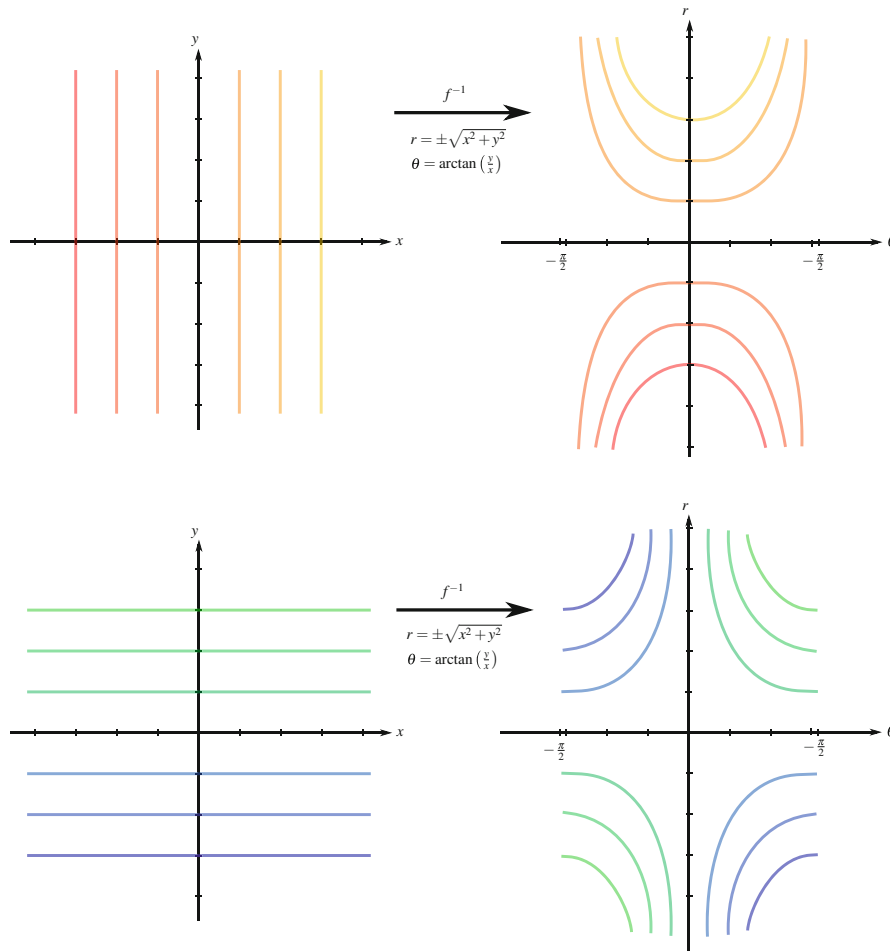 y
x
f⁻¹
r = ±√(x² + y²)
θ = arctan (y/x)
r
θ
−π/2
−π/2
y
x
f⁻¹
r = ±√(x² + y²)
θ = arctan (y/x)
r
θ
−π/2
−π/2